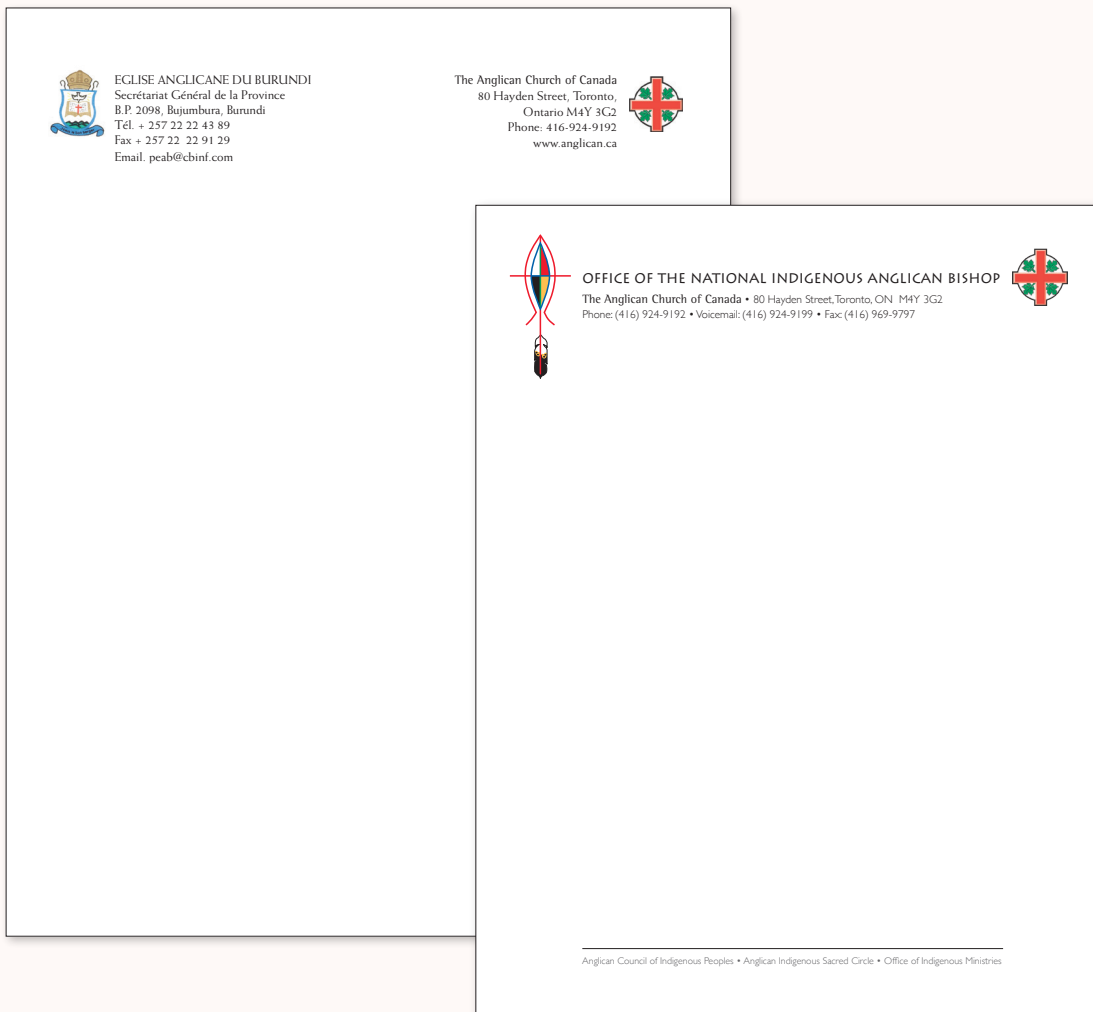 EGLISE ANGLICANE DU BURUNDI
Secrétariat Général de la Province
B.P. 2098, Bujumbura, Burundi
Tél. + 257 22 22 43 89
Fax + 257 22 22 91 29
Email. peab@cbinf.com
The Anglican Church of Canada
80 Hayden Street, Toronto,
Ontario M4Y 3G2
Phone: 416-924-9192
www.anglican.ca
OFFICE OF THE NATIONAL INDIGENOUS ANGLICAN BISHOP
The Anglican Church of Canada • 80 Hayden Street, Toronto, ON M4Y 3G2
Phone: (416) 924-9192 • Voicemail: (416) 924-9199 • Fax: (416) 969-9797
Anglican Council of Indigenous Peoples • Anglican Indigenous Sacred Circle • Office of Indigenous Ministries